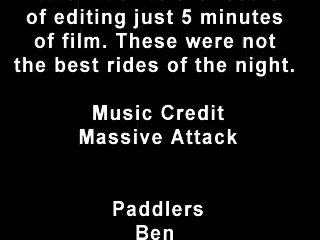 of editing just 5 minutes
of film. These were not
the best rides of the night.
Music Credit
Massive Attack
Paddlers
Ben